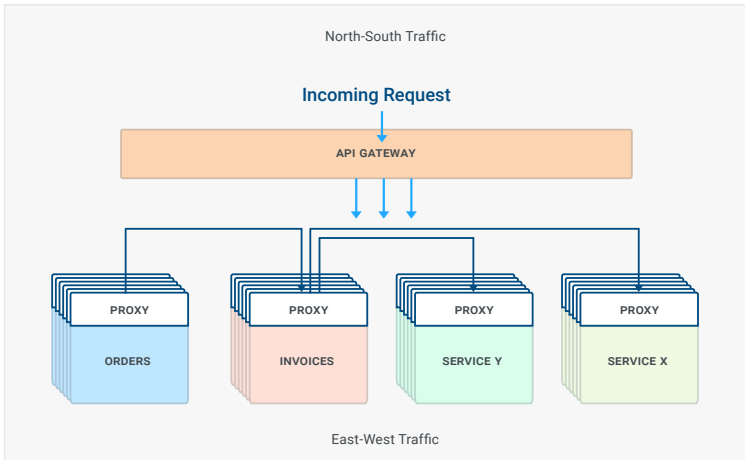 North-South Traffic
Incoming Request
API GATEWAY
PROXY PROXY PROXY PROXY
ORDERS INVOICES SERVICE Y SERVICE X
East-West Traffic